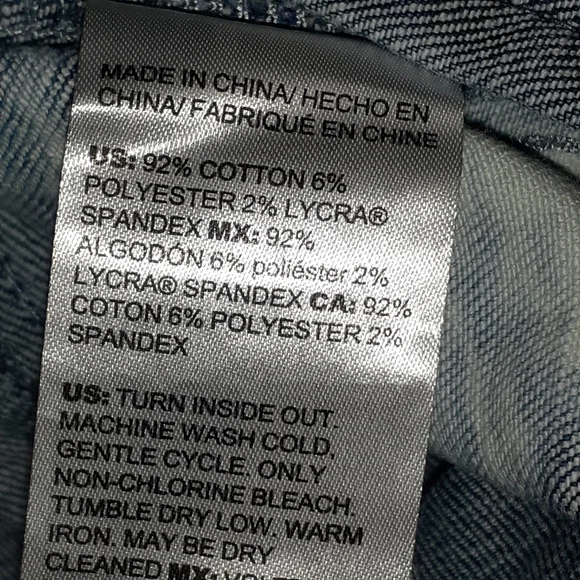 MADE IN CHINA/ HECHO EN
CHINA/ FABRIQUÉ EN CHINE
US: 92% COTTON 6%
POLYESTER 2% LYCRA®
SPANDEX MX: 92%
ALGODÓN 6% poliéster 2%
LYCRA® SPANDEX CA: 92%
COTON 6% POLYESTER 2%
SPANDEX
US: TURN INSIDE OUT.
MACHINE WASH COLD,
GENTLE CYCLE. ONLY
NON-CHLORINE BLEACH.
TUMBLE DRY LOW. WARM
IRON. MAY BE DRY
CLEANED MX: